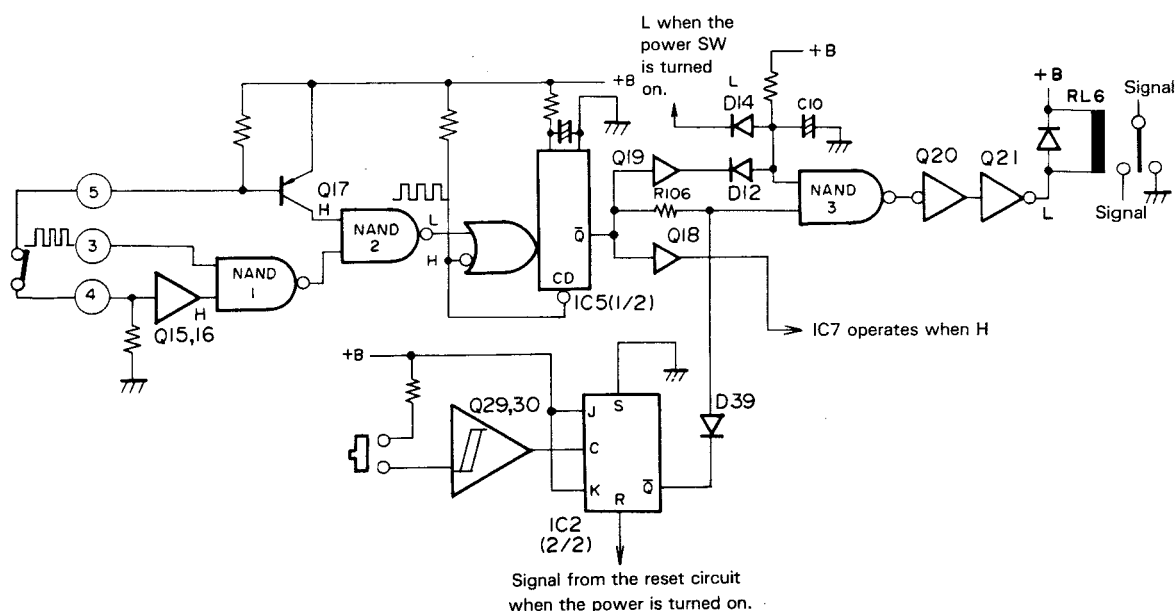 L when the
power SW
is turned
on.
+B
+B
L
D14
C10
+B
RL6
Signal
Signal
5
Q17
H
Q19
D12
Q20
Q21
L
3
NAND
2
L
H
Q̄
R106
NAND
3
Q18
4
NAND
1
H
Q15,16
CD
IC5(1/2)
IC7 operates when H
+B
Q29,30
S
J
C
K
R
Q̄
D39
IC2
(2/2)
Signal from the reset circuit
when the power is turned on.